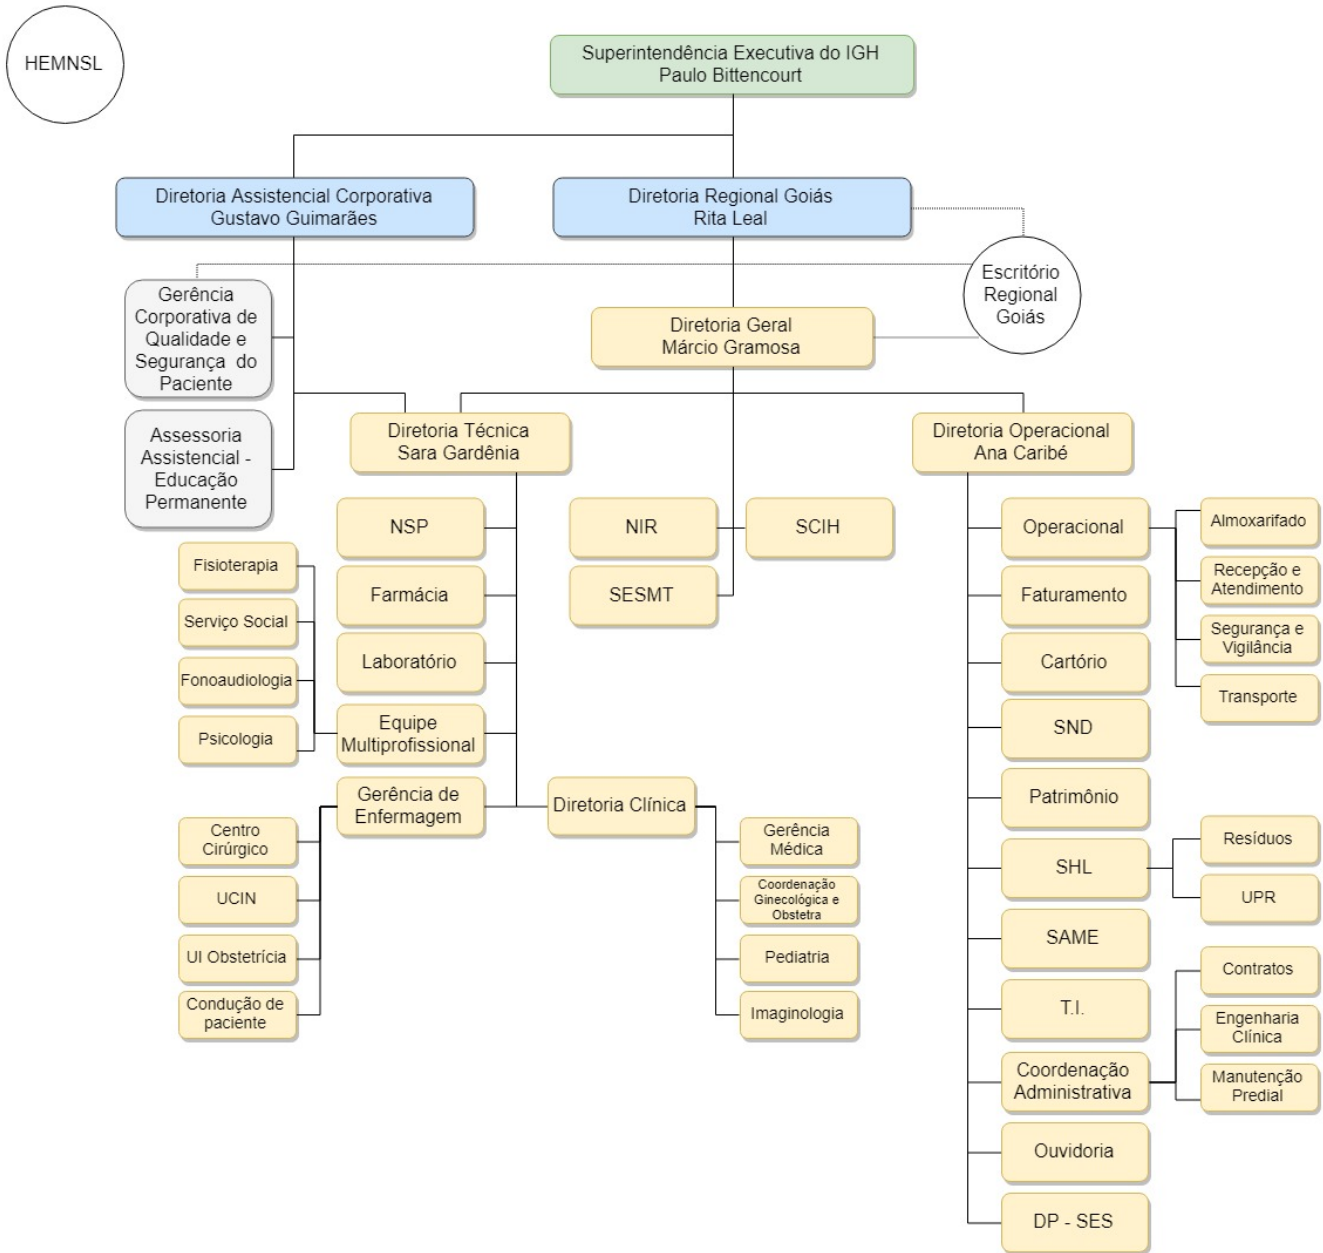 HEMNSL
Superintendência Executiva do IGH
Paulo Bittencourt
Diretoria Assistencial Corporativa
Gustavo Guimarães
Diretoria Regional Goiás
Rita Leal
Escritório
Regional
Goiás
Gerência
Corporativa de
Qualidade e
Segurança do
Paciente
Diretoria Geral
Márcio Gramosa
Assessoria
Assistencial -
Educação
Permanente
Diretoria Técnica
Sara Gardênia
Diretoria Operacional
Ana Caribé
NSP
Farmácia
Laboratório
Equipe
Multiprofissional
Fisioterapia
Serviço Social
Fonoaudiologia
Psicologia
Gerência de
Enfermagem
Centro
Cirúrgico
UCIN
UI Obstetrícia
Condução de
paciente
Diretoria Clínica
Gerência
Médica
Coordenação
Ginecológica e
Obstetra
Pediatria
Imaginologia
NIR
SCIH
SESMT
Operacional
Almoxarifado
Recepção e
Atendimento
Segurança e
Vigilância
Transporte
Faturamento
Cartório
SND
Patrimônio
SHL
Resíduos
UPR
SAME
T.I.
Coordenação
Administrativa
Contratos
Engenharia
Clínica
Manutenção
Predial
Ouvidoria
DP - SES